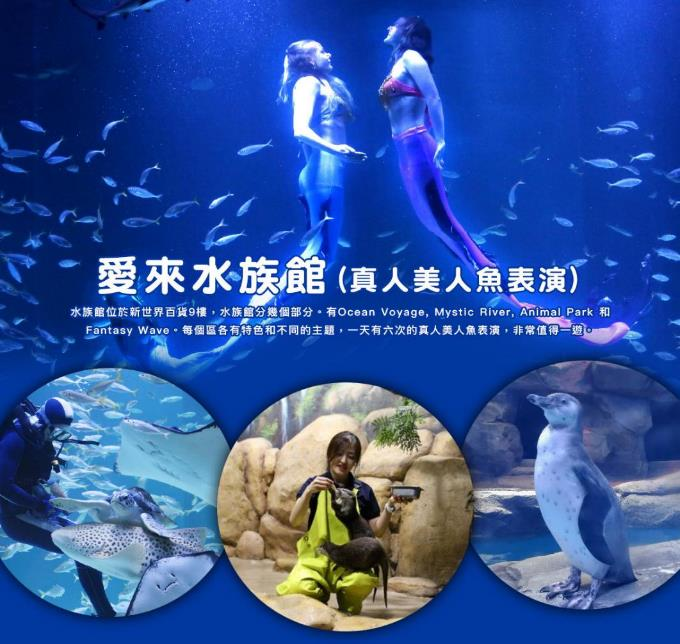 愛來水族館(真人美人魚表演)
水族館位於新世界百貨9樓，水族館分幾個部分。有Ocean Voyage, Mystic River, Animal Park 和
Fantasy Wave。每個區各有特色和不同的主題，一天有六次的真人美人魚表演，非常值得一遊。